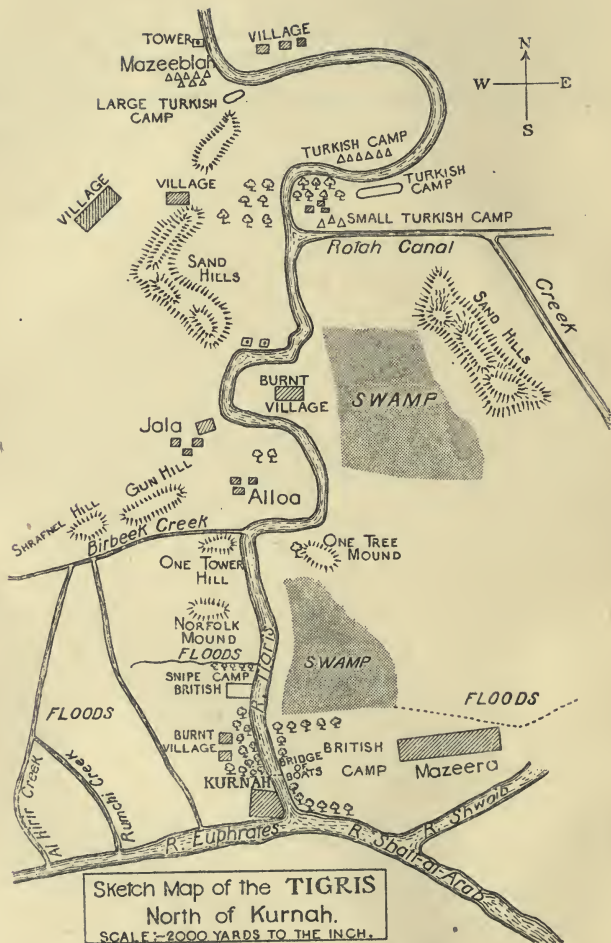 TOWER
VILLAGE
Mazeeblah
LARGE TURKISH
CAMP
N
W E
S
TURKISH CAMP
TURKISH
CAMP
VILLAGE
VILLAGE
SMALL TURKISH CAMP
Rotah Canal
SAND
HILLS
SAND HILLS
Creek
BURNT
VILLAGE
SWAMP
Jala
GUN HILL
Alloa
SHRAPNEL HILL
Birbeek Creek
ONE TOWER
HILL
ONE TREE
MOUND
NORFOLK
MOUND
FLOODS
R. Tigris
SWAMP
SNIPE CAMP
BRITISH
FLOODS
FLOODS
BURNT
VILLAGE
BRIDGE
OF
BOATS
BRITISH
CAMP
Mazeera
KURNAH
Al Hirir Creek
Rumchi Creek
R. Euphrates
R. Shatt-al-Arab
R. Shwaib
Sketch Map of the TIGRIS
North of Kurnah.
SCALE:-2000 YARDS TO THE INCH.